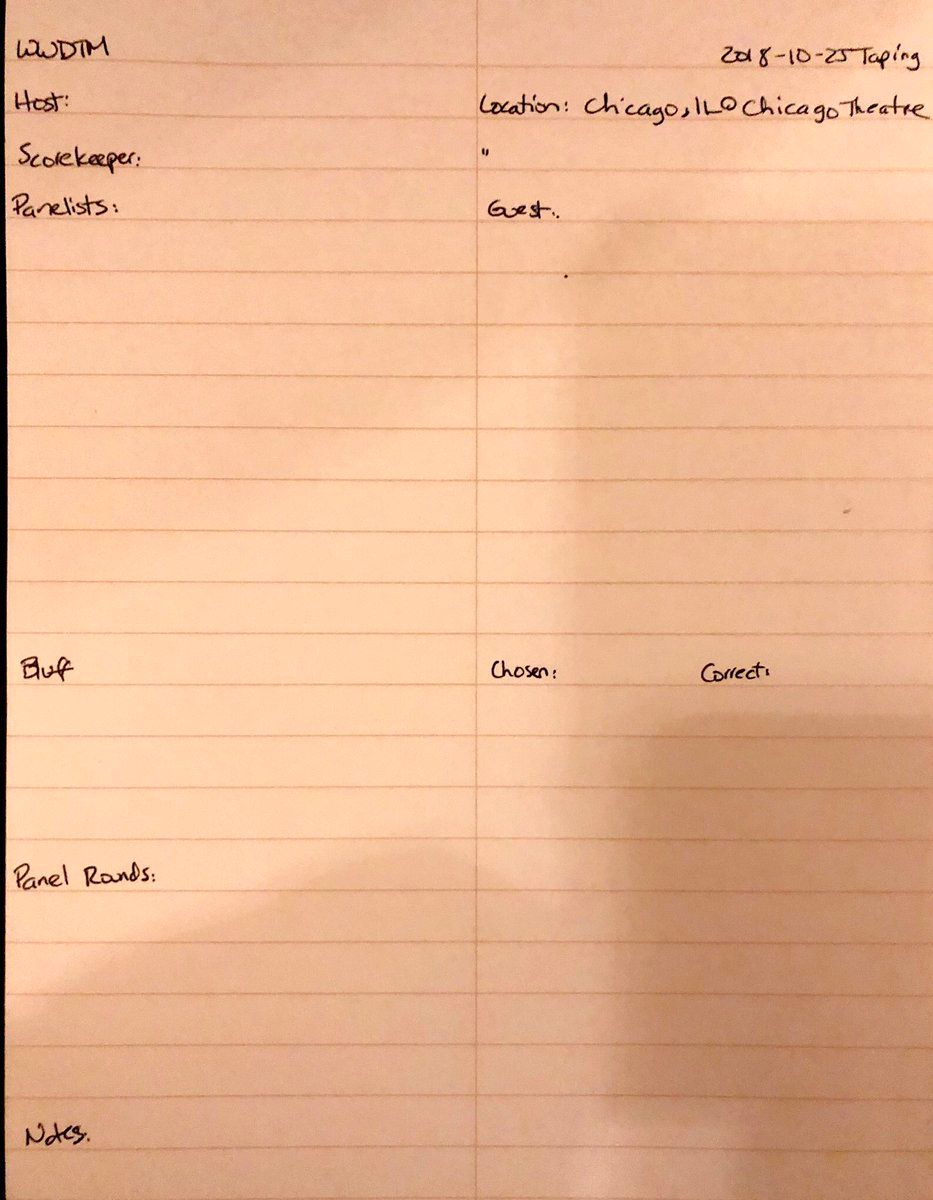 WWDTM 2018-10-25 Taping
Host: Location: Chicago, IL @ Chicago Theatre
Scorekeeper: "
Panelists: Guest:
Bluff Chosen: Correct:
Panel Rounds:
Notes: